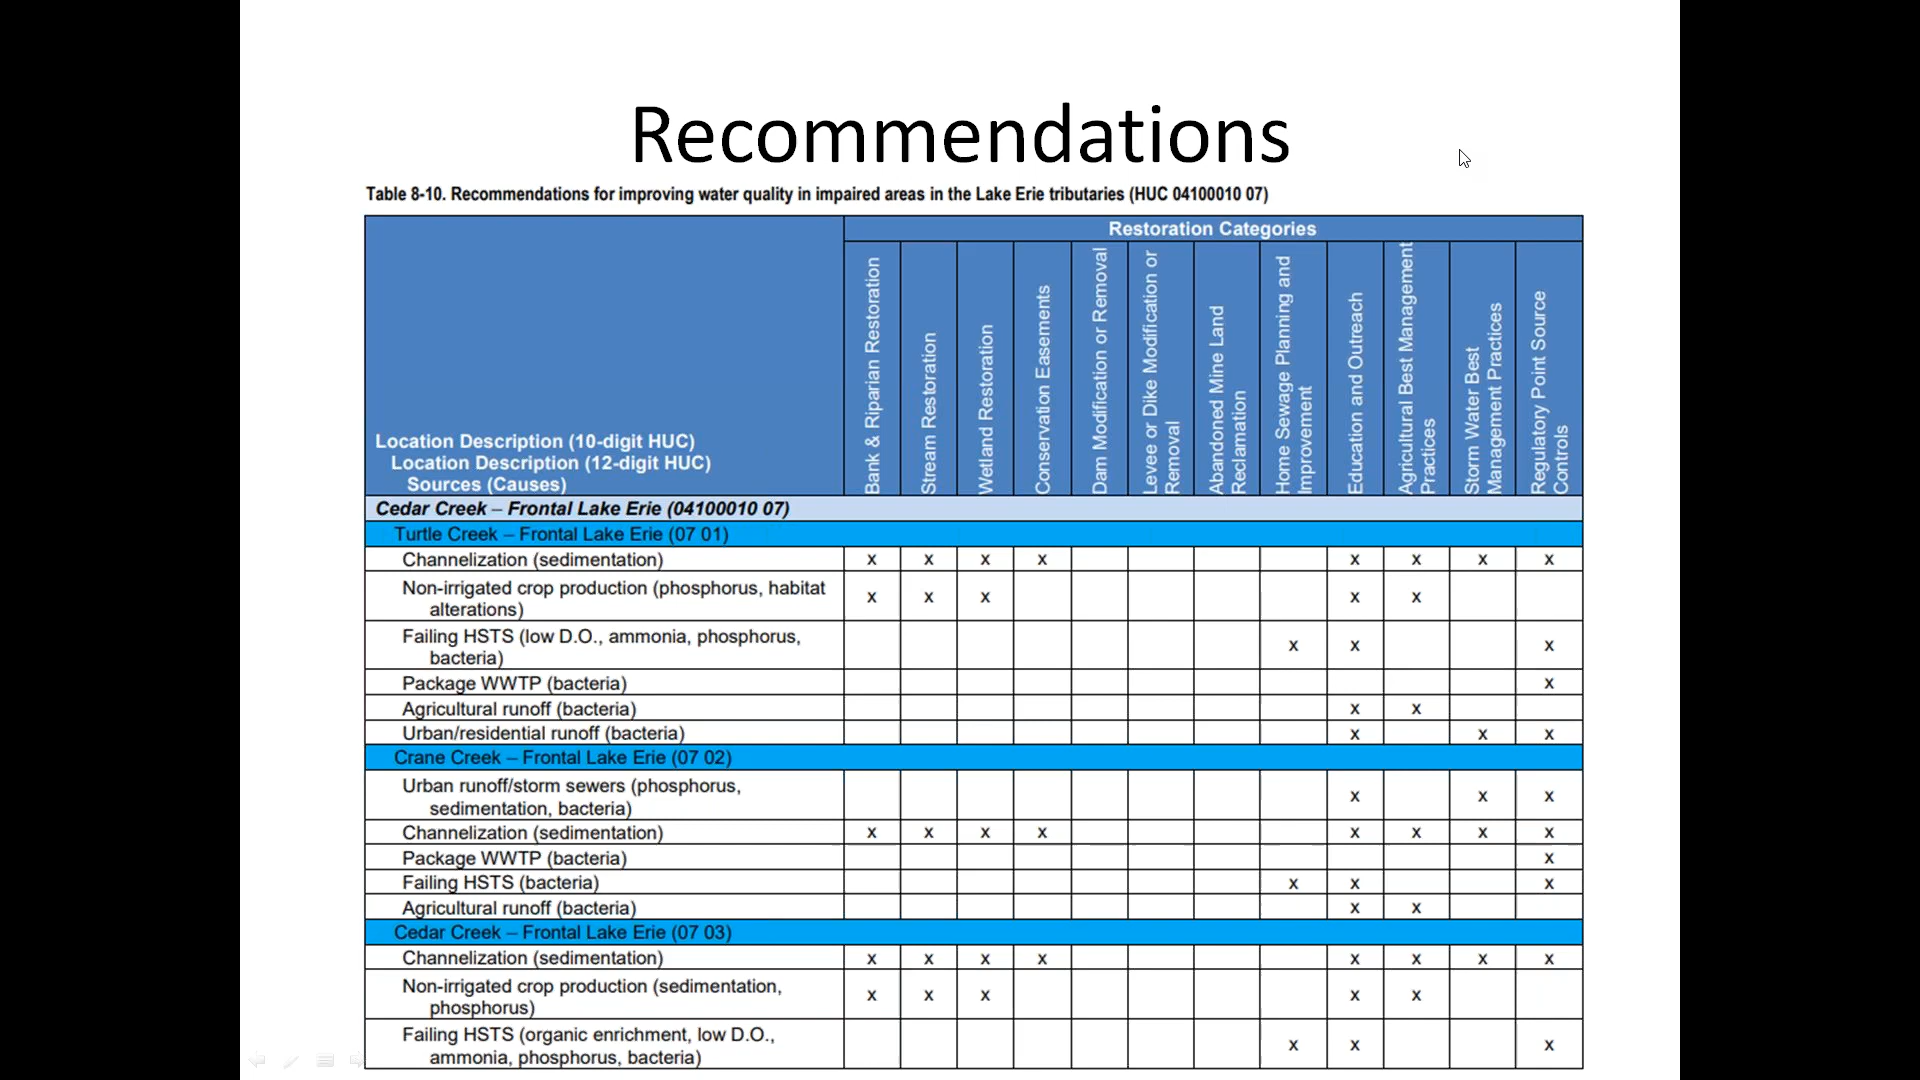 Recommendations
Table 8-10. Recommendations for improving water quality in impaired areas in the Lake Erie tributaries (HUC 04100010 07)
Restoration Categories
Location Description (10-digit HUC)
Location Description (12-digit HUC)
Sources (Causes)
Bank & Riparian Restoration
Stream Restoration
Wetland Restoration
Conservation Easements
Dam Modification or Removal
Levee or Dike Modification or
Removal
Abandoned Mine Land
Reclamation
Home Sewage Planning and
Improvement
Education and Outreach
Agricultural Best Management
Practices
Storm Water Best
Management Practices
Regulatory Point Source
Controls
Cedar Creek – Frontal Lake Erie (04100010 07)
Turtle Creek – Frontal Lake Erie (07 01)
Channelization (sedimentation) x x x x x x x x
Non-irrigated crop production (phosphorus, habitat
alterations) x x x x x
Failing HSTS (low D.O., ammonia, phosphorus,
bacteria) x x x
Package WWTP (bacteria) x
Agricultural runoff (bacteria) x x
Urban/residential runoff (bacteria) x x x
Crane Creek – Frontal Lake Erie (07 02)
Urban runoff/storm sewers (phosphorus,
sedimentation, bacteria) x x x
Channelization (sedimentation) x x x x x x x x
Package WWTP (bacteria) x
Failing HSTS (bacteria) x x x
Agricultural runoff (bacteria) x x
Cedar Creek – Frontal Lake Erie (07 03)
Channelization (sedimentation) x x x x x x x x
Non-irrigated crop production (sedimentation,
phosphorus) x x x x x
Failing HSTS (organic enrichment, low D.O.,
ammonia, phosphorus, bacteria) x x x